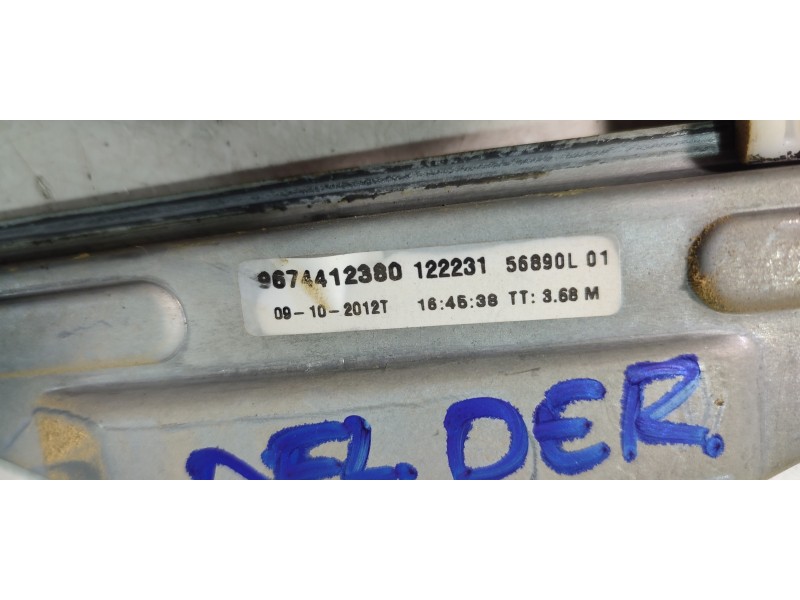 9674412380 122231 56890L 01
09-10-2012T 16:45:38 TT: 3.68 M
DEL. DER.